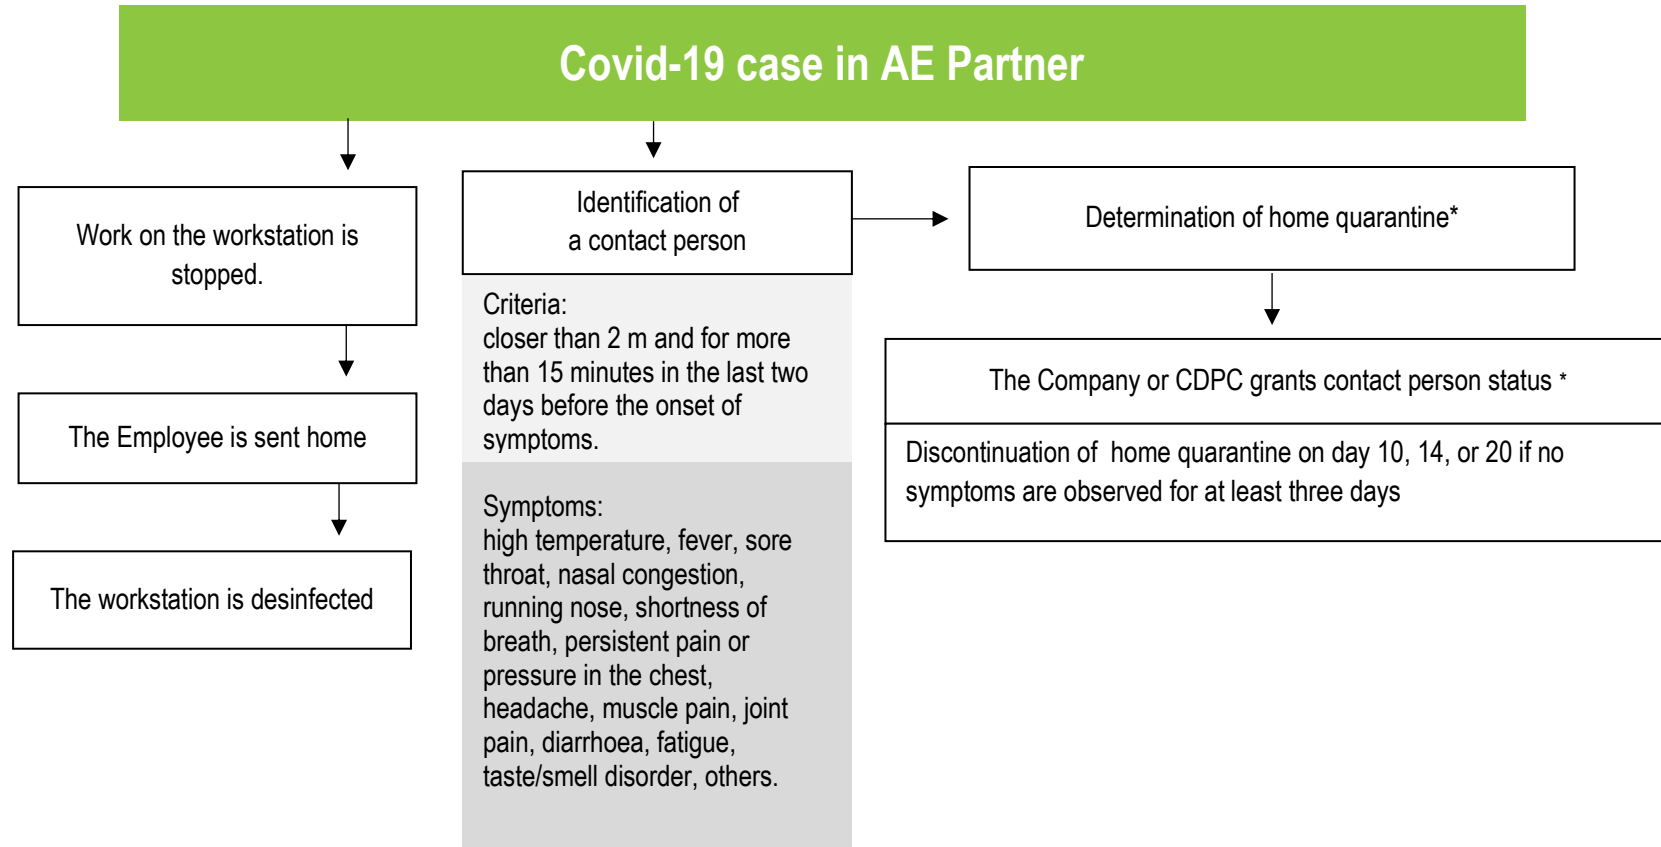 Covid-19 case in AE Partner
Work on the workstation is
stopped.
The Employee is sent home
The workstation is desinfected
Identification of
a contact person
Criteria:
closer than 2 m and for more
than 15 minutes in the last two
days before the onset of
symptoms.
Symptoms:
high temperature, fever, sore
throat, nasal congestion,
running nose, shortness of
breath, persistent pain or
pressure in the chest,
headache, muscle pain, joint
pain, diarrhoea, fatigue,
taste/smell disorder, others.
Determination of home quarantine*
The Company or CDPC grants contact person status *
Discontinuation of home quarantine on day 10, 14, or 20 if no
symptoms are observed for at least three days